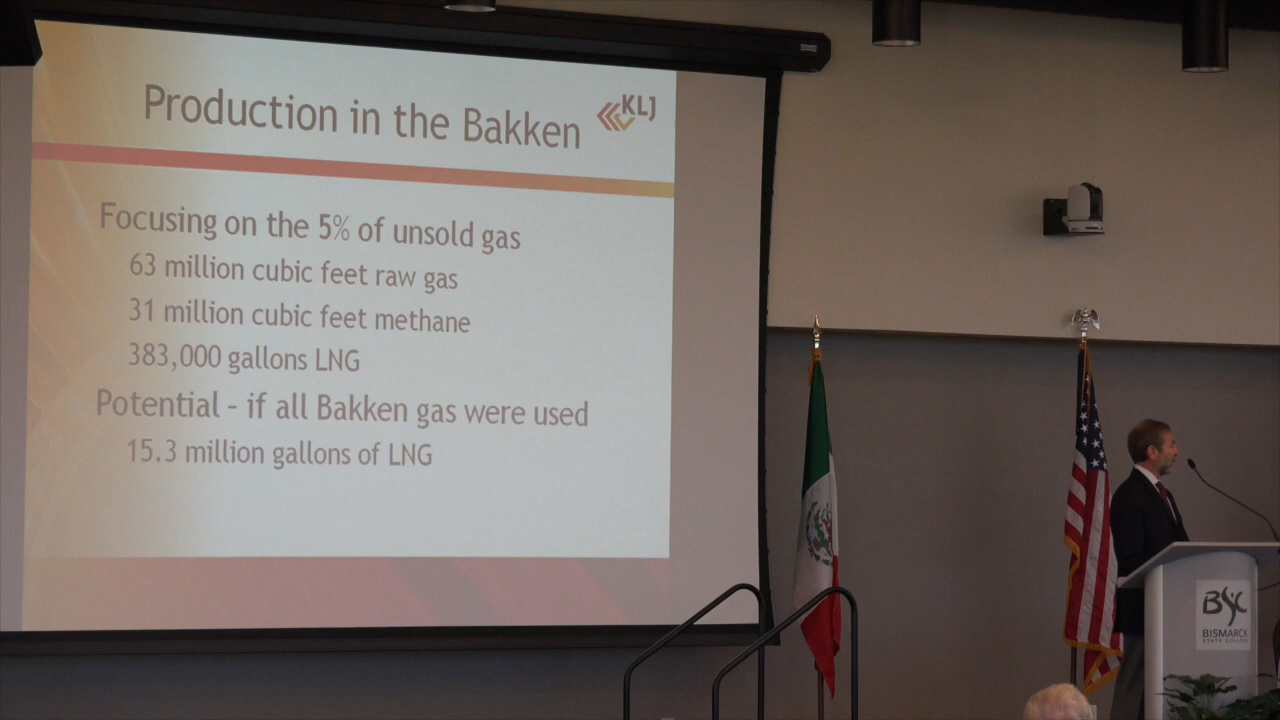 Production in the Bakken
KLJ
Focusing on the 5% of unsold gas
63 million cubic feet raw gas
31 million cubic feet methane
383,000 gallons LNG
Potential - if all Bakken gas were used
15.3 million gallons of LNG
BSC
BISMARCK
STATE COLLEGE